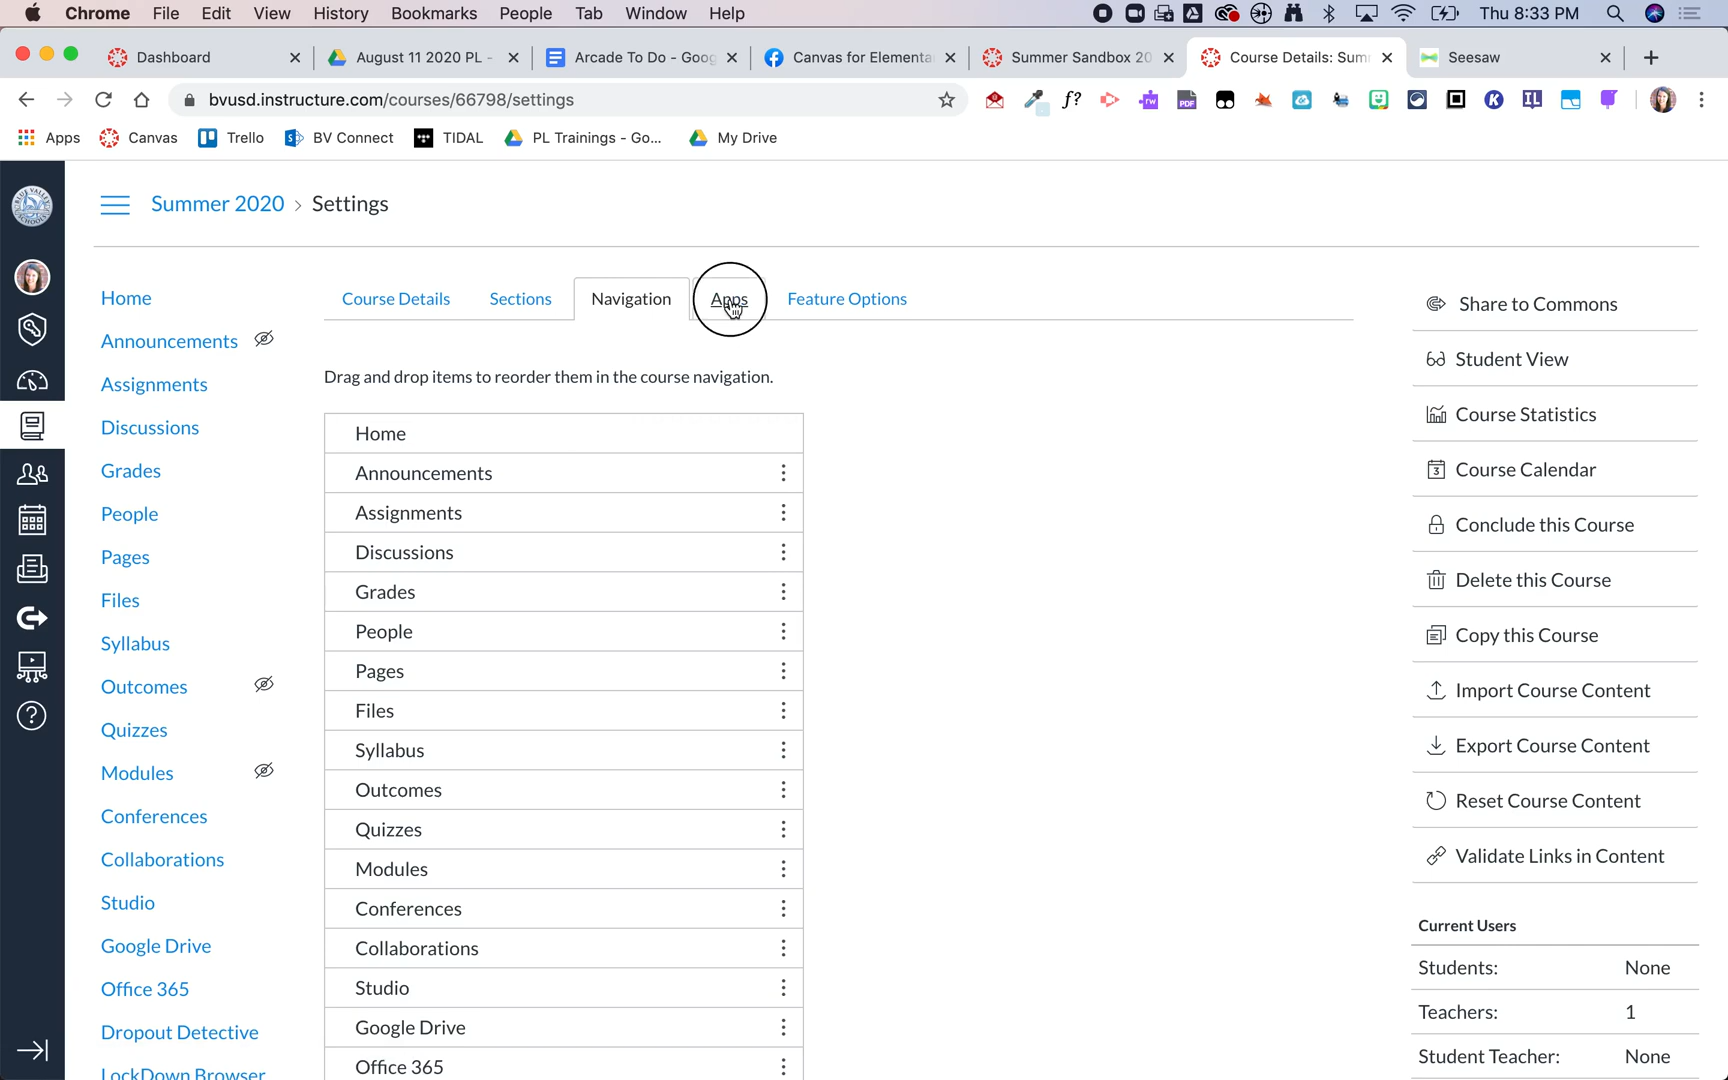 Chrome File Edit View History Bookmarks People Tab Window Help Thu 8:33 PM
Dashboard August 11 2020 PL - Arcade To Do - Goog Canvas for Elementa Summer Sandbox 20 Course Details: Sum Seesaw
bvusd.instructure.com/courses/66798/settings
Apps Canvas Trello BV Connect TIDAL PL Trainings - Go... My Drive
Summer 2020 › Settings
Home
Announcements
Assignments
Discussions
Grades
People
Pages
Files
Syllabus
Outcomes
Quizzes
Modules
Conferences
Collaborations
Studio
Google Drive
Office 365
Dropout Detective
LockDown Browser
Course Details Sections Navigation Apps Feature Options
Drag and drop items to reorder them in the course navigation.
Home
Announcements
Assignments
Discussions
Grades
People
Pages
Files
Syllabus
Outcomes
Quizzes
Modules
Conferences
Collaborations
Studio
Google Drive
Office 365
Share to Commons
Student View
Course Statistics
Course Calendar
Conclude this Course
Delete this Course
Copy this Course
Import Course Content
Export Course Content
Reset Course Content
Validate Links in Content
Current Users
Students: None
Teachers: 1
Student Teacher: None